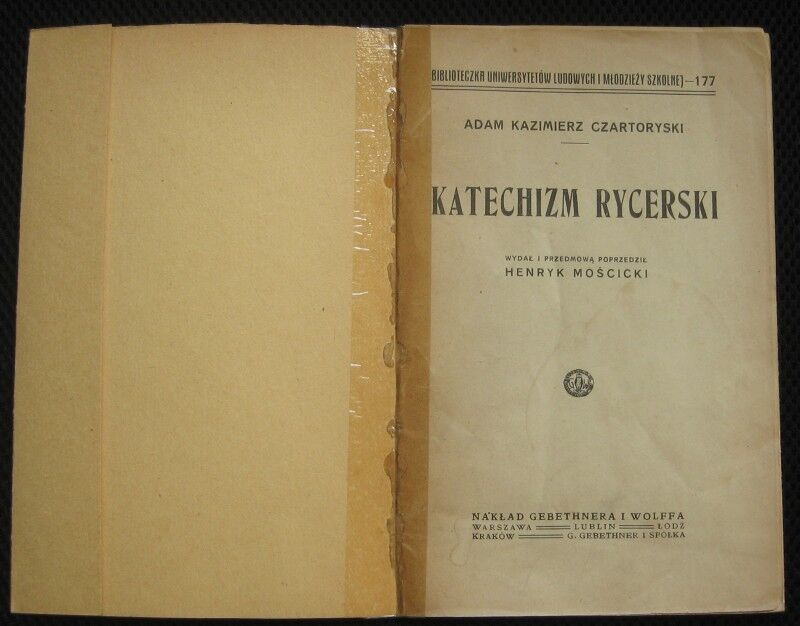 BIBLIOTECZKA UNIWERSYTETÓW LUDOWYCH I MŁODZIEŻY SZKOLNEJ—177
ADAM KAZIMIERZ CZARTORYSKI
KATECHIZM RYCERSKI
WYDAŁ I PRZEDMOWĄ POPRZEDZIŁ
HENRYK MOŚCICKI
NAKŁAD GEBETHNERA I WOLFFA
WARSZAWA — LUBLIN — ŁÓDŹ
KRAKÓW — G. GEBETHNER I SPÓŁKA